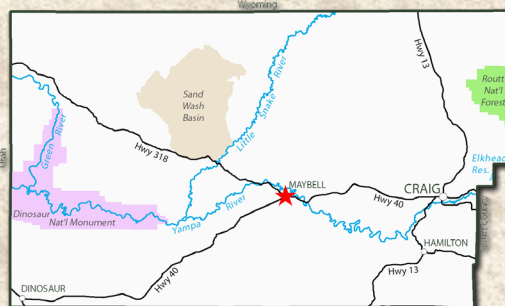 Wyoming
Hwy 13
Routt
Nat'l
Forest
Sand
Wash
Basin
Little Snake River
Green River
Hwy 318
Utah
Elkhead
Res.
MAYBELL
CRAIG
Hwy 40
Dinosaur
Nat'l Monument
Yampa River
HAMILTON
Hwy 13
Hwy 40
DINOSAUR